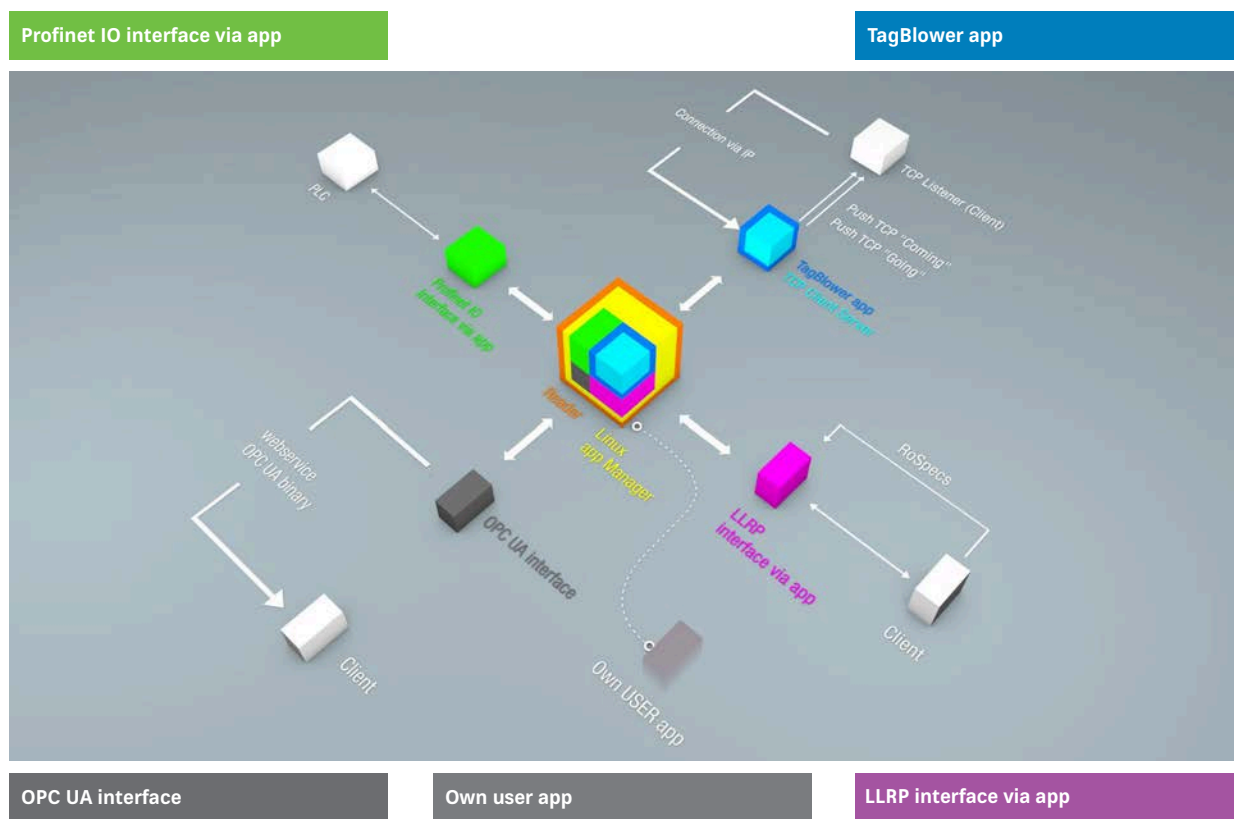 Profinet IO interface via app
TagBlower app
Connection via IP
TCP Listener (Client)
PLC
Push TCP "Coming"
Push TCP "Going"
TagBlower app
TCP Client Server
Profinet IO
interface via app
Reader
Linux
app Manager
webservice
OPC UA binary
RoSpecs
OPC UA interface
LLRP
interface via app
Client
Client
Own USER app
OPC UA interface
Own user app
LLRP interface via app